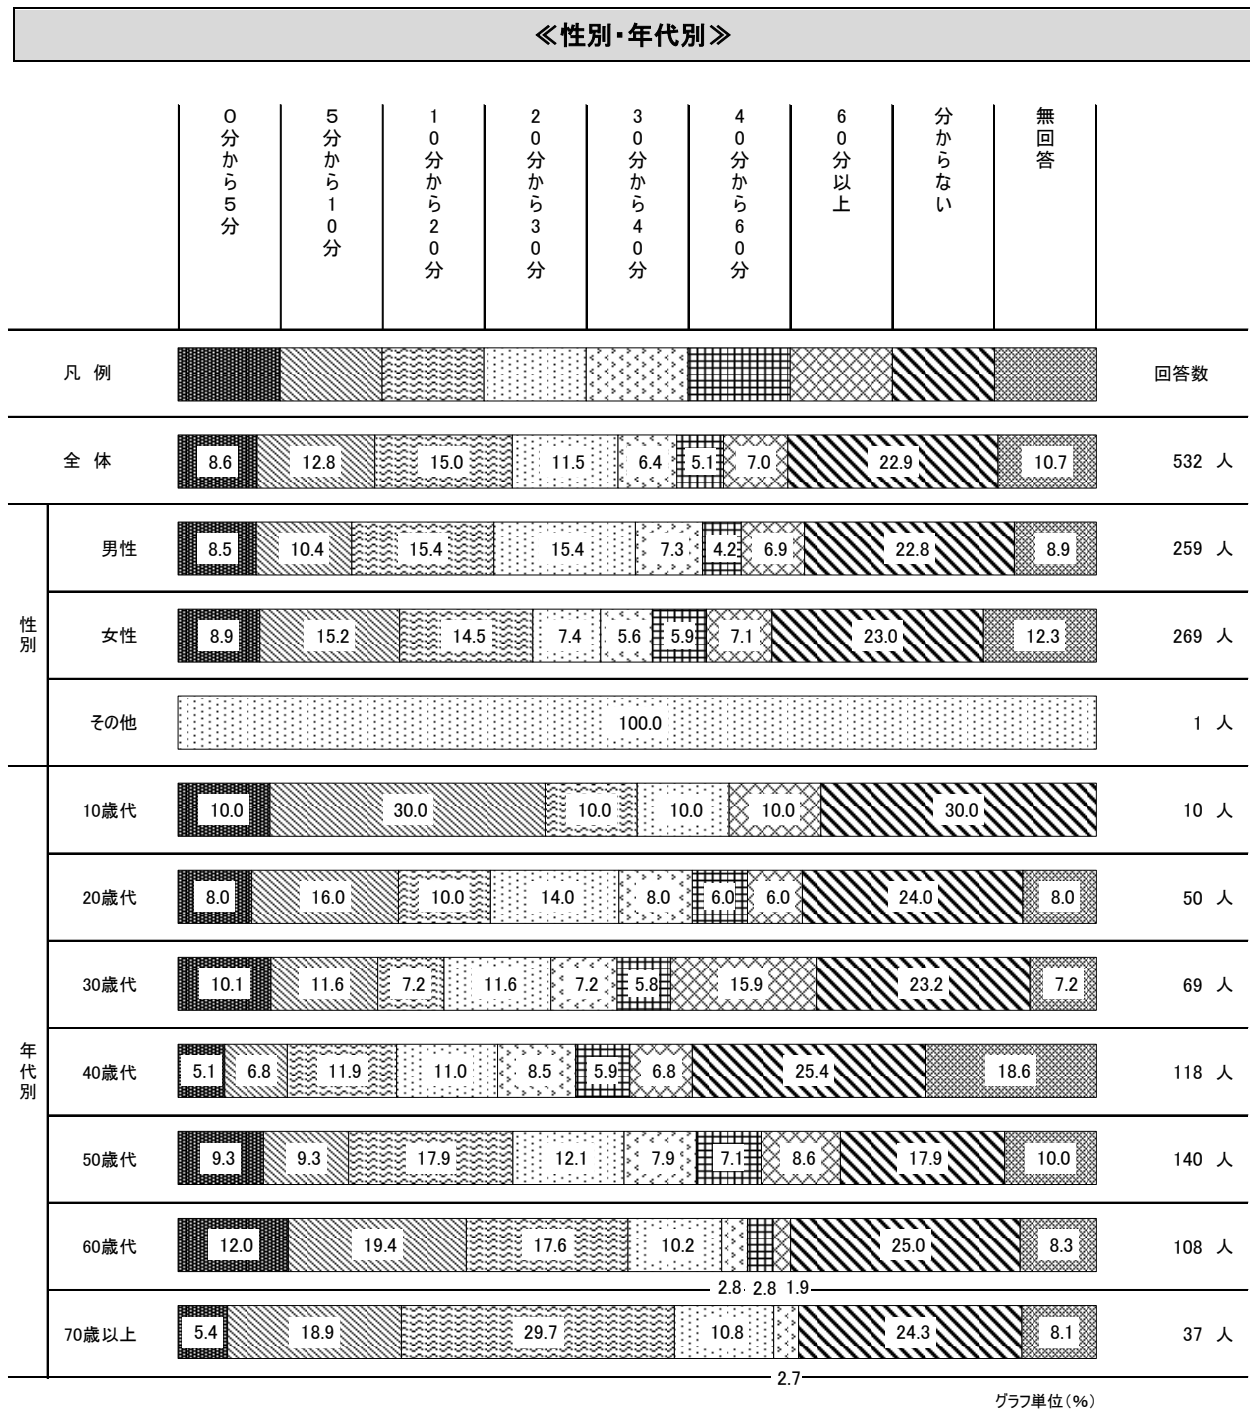 ≪性別・年代別≫
0分から5分
5分から10分
10分から20分
20分から30分
30分から40分
40分から60分
60分以上
分からない
無回答
凡 例
回答数
全 体
8.6 12.8 15.0 11.5 6.4 5.1 7.0 22.9 10.7
532 人
性別
男性
8.5 10.4 15.4 15.4 7.3 4.2 6.9 22.8 8.9
259 人
女性
8.9 15.2 14.5 7.4 5.6 5.9 7.1 23.0 12.3
269 人
その他
100.0
1 人
年代別
10歳代
10.0 30.0 10.0 10.0 10.0 30.0
10 人
20歳代
8.0 16.0 10.0 14.0 8.0 6.0 6.0 24.0 8.0
50 人
30歳代
10.1 11.6 7.2 11.6 7.2 5.8 15.9 23.2 7.2
69 人
40歳代
5.1 6.8 11.9 11.0 8.5 5.9 6.8 25.4 18.6
118 人
50歳代
9.3 9.3 17.9 12.1 7.9 7.1 8.6 17.9 10.0
140 人
60歳代
12.0 19.4 17.6 10.2 25.0 8.3
108 人
2.8 2.8 1.9
70歳以上
5.4 18.9 29.7 10.8 24.3 8.1
37 人
2.7
グラフ単位(%)